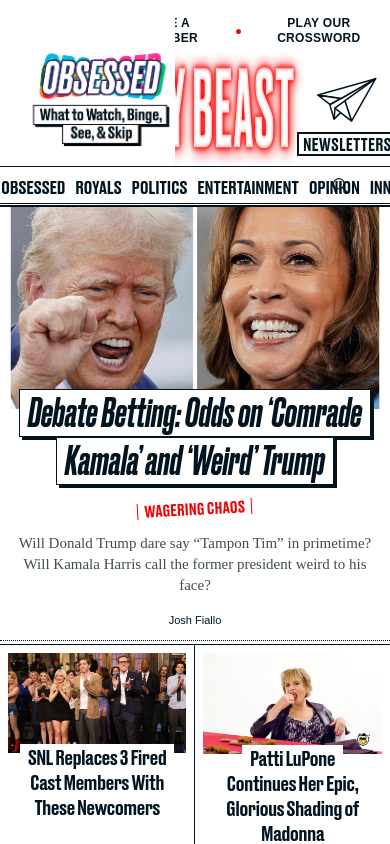 E A
BER
PLAY OUR
CROSSWORD
OBSESSED
What to Watch, Binge,
See, & Skip
Y BEAST
NEWSLETTERS
OBSESSED ROYALS POLITICS ENTERTAINMENT OPINION INN
Debate Betting: Odds on ‘Comrade
Kamala’ and ‘Weird’ Trump
WAGERING CHAOS
Will Donald Trump dare say “Tampon Tim” in primetime?
Will Kamala Harris call the former president weird to his
face?
Josh Fiallo
SNL Replaces 3 Fired
Cast Members With
These Newcomers
Patti LuPone
Continues Her Epic,
Glorious Shading of
Madonna